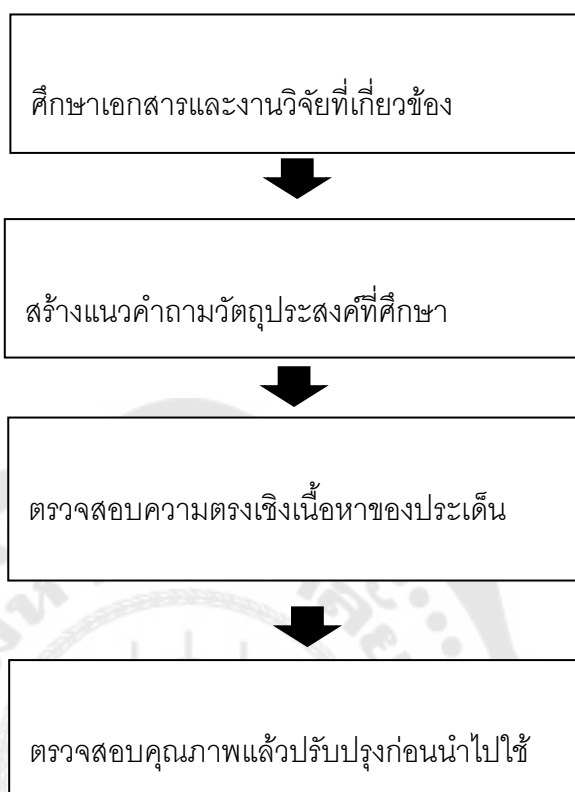 ศึกษาเอกสารและงานวิจัยที่เกี่ยวข้อง
สร้างแนวคำถามวัตถุประสงค์ที่ศึกษา
ตรวจสอบความตรงเชิงเนื้อหาของประเด็น
ตรวจสอบคุณภาพแล้วปรับปรุงก่อนนำไปใช้